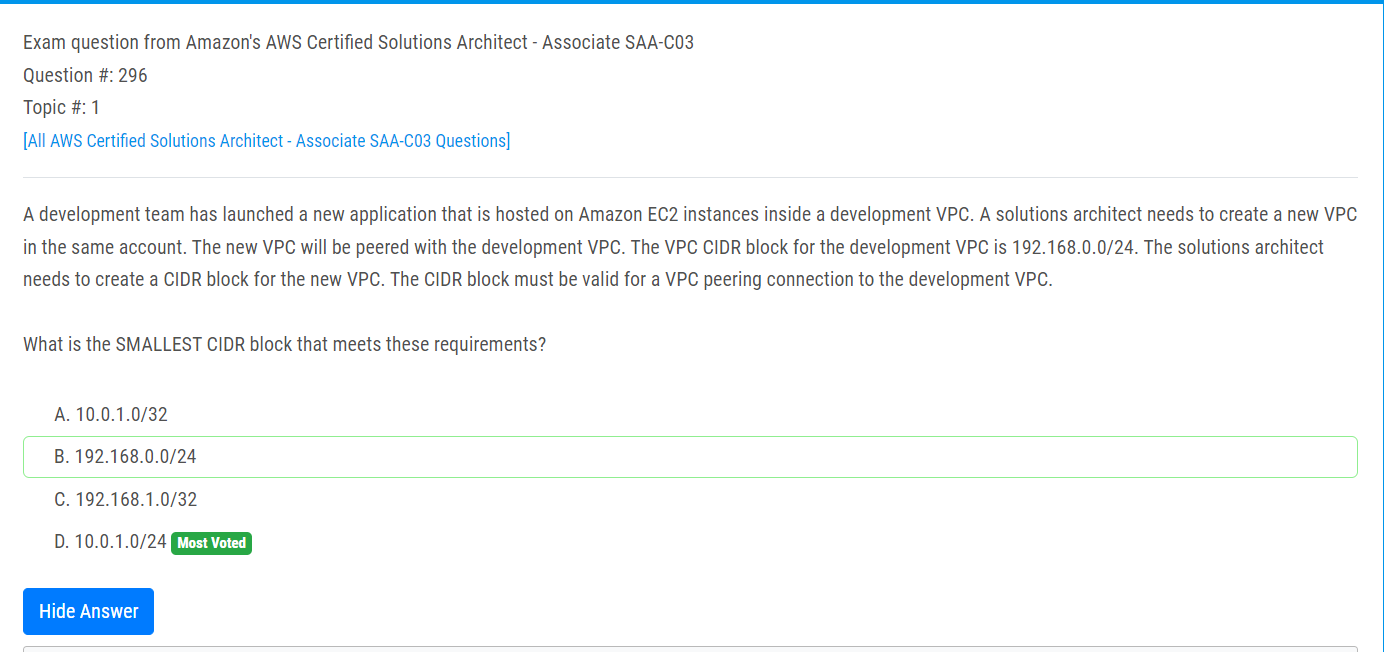 Exam question from Amazon's AWS Certified Solutions Architect - Associate SAA-C03
Question #: 296
Topic #: 1
[All AWS Certified Solutions Architect - Associate SAA-C03 Questions]
A development team has launched a new application that is hosted on Amazon EC2 instances inside a development VPC. A solutions architect needs to create a new VPC
in the same account. The new VPC will be peered with the development VPC. The VPC CIDR block for the development VPC is 192.168.0.0/24. The solutions architect
needs to create a CIDR block for the new VPC. The CIDR block must be valid for a VPC peering connection to the development VPC.
What is the SMALLEST CIDR block that meets these requirements?
A. 10.0.1.0/32
B. 192.168.0.0/24
C. 192.168.1.0/32
D. 10.0.1.0/24 Most Voted
Hide Answer